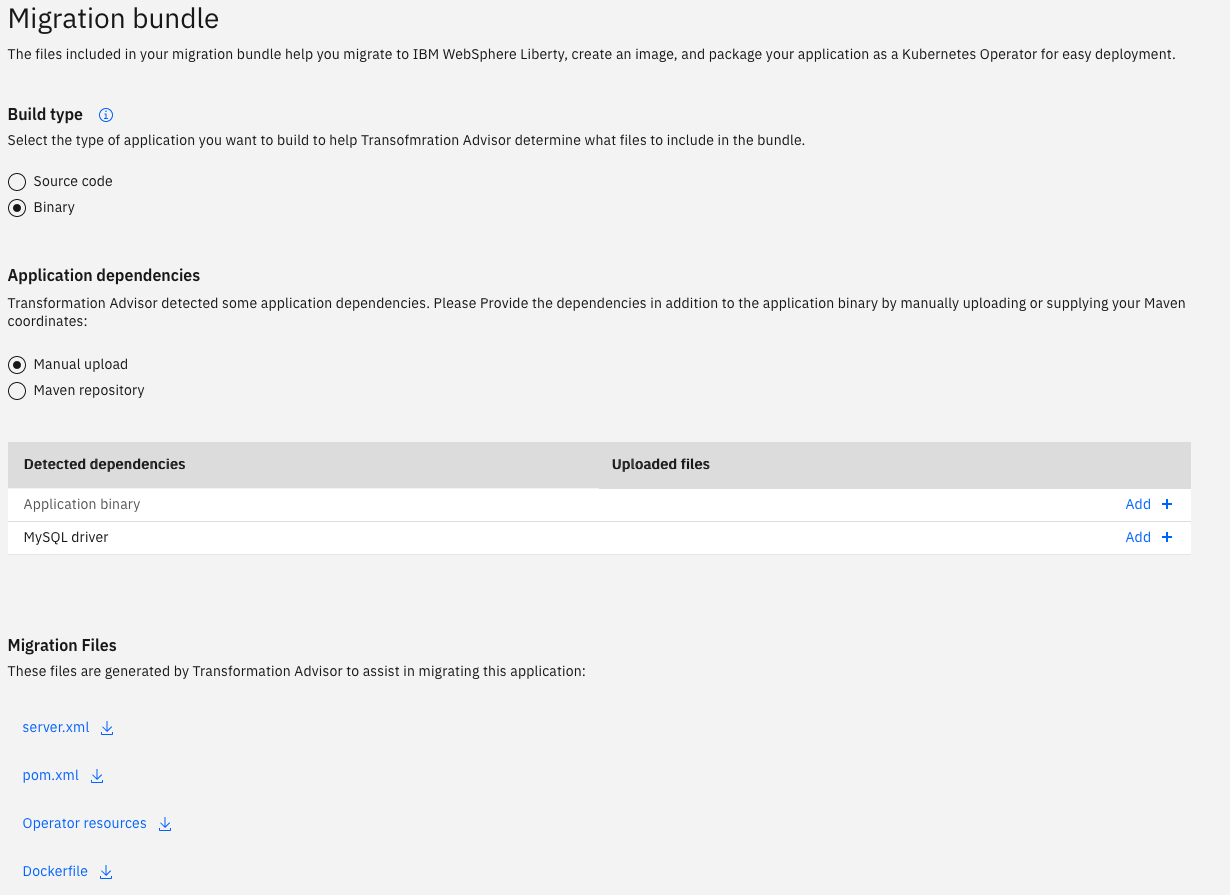 Migration bundle
The files included in your migration bundle help you migrate to IBM WebSphere Liberty, create an image, and package your application as a Kubernetes Operator for easy deployment.
Build type
Select the type of application you want to build to help Transofmration Advisor determine what files to include in the bundle.
Source code
Binary
Application dependencies
Transformation Advisor detected some application dependencies. Please Provide the dependencies in addition to the application binary by manually uploading or supplying your Maven
coordinates:
Manual upload
Maven repository
Detected dependencies Uploaded files
Application binary Add +
MySQL driver Add +
Migration Files
These files are generated by Transformation Advisor to assist in migrating this application:
server.xml
pom.xml
Operator resources
Dockerfile